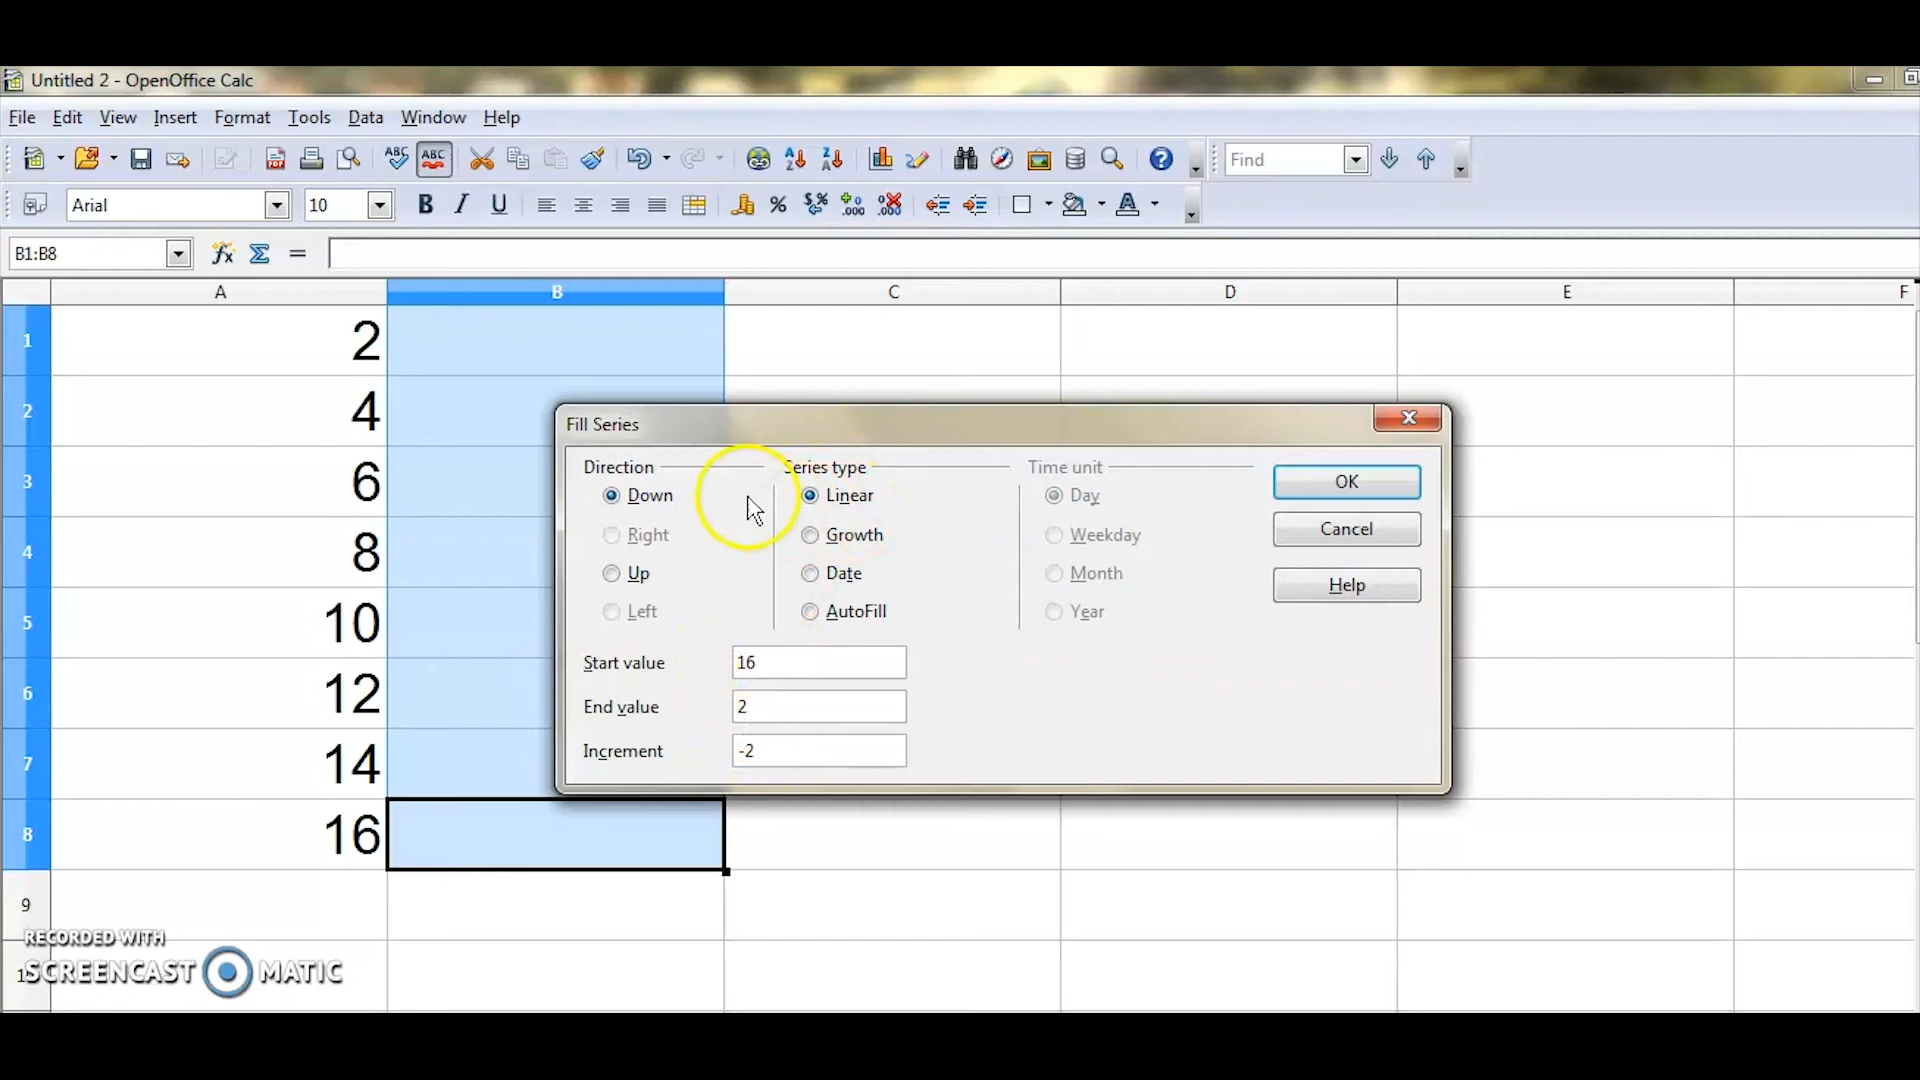 Untitled 2 - OpenOffice Calc
File Edit View Insert Format Tools Data Window Help
ABC ABC Find
Arial 10 B I U
B1:B8
A B C D E F
1 2
2 4
3 6
4 8
5 10
6 12
7 14
8 16
9
Fill Series
Direction Series type Time unit
Down Linear Day OK
Right Growth Weekday Cancel
Up Date Month Help
Left AutoFill Year
Start value 16
End value 2
Increment -2
RECORDED WITH
SCREENCAST MATIC